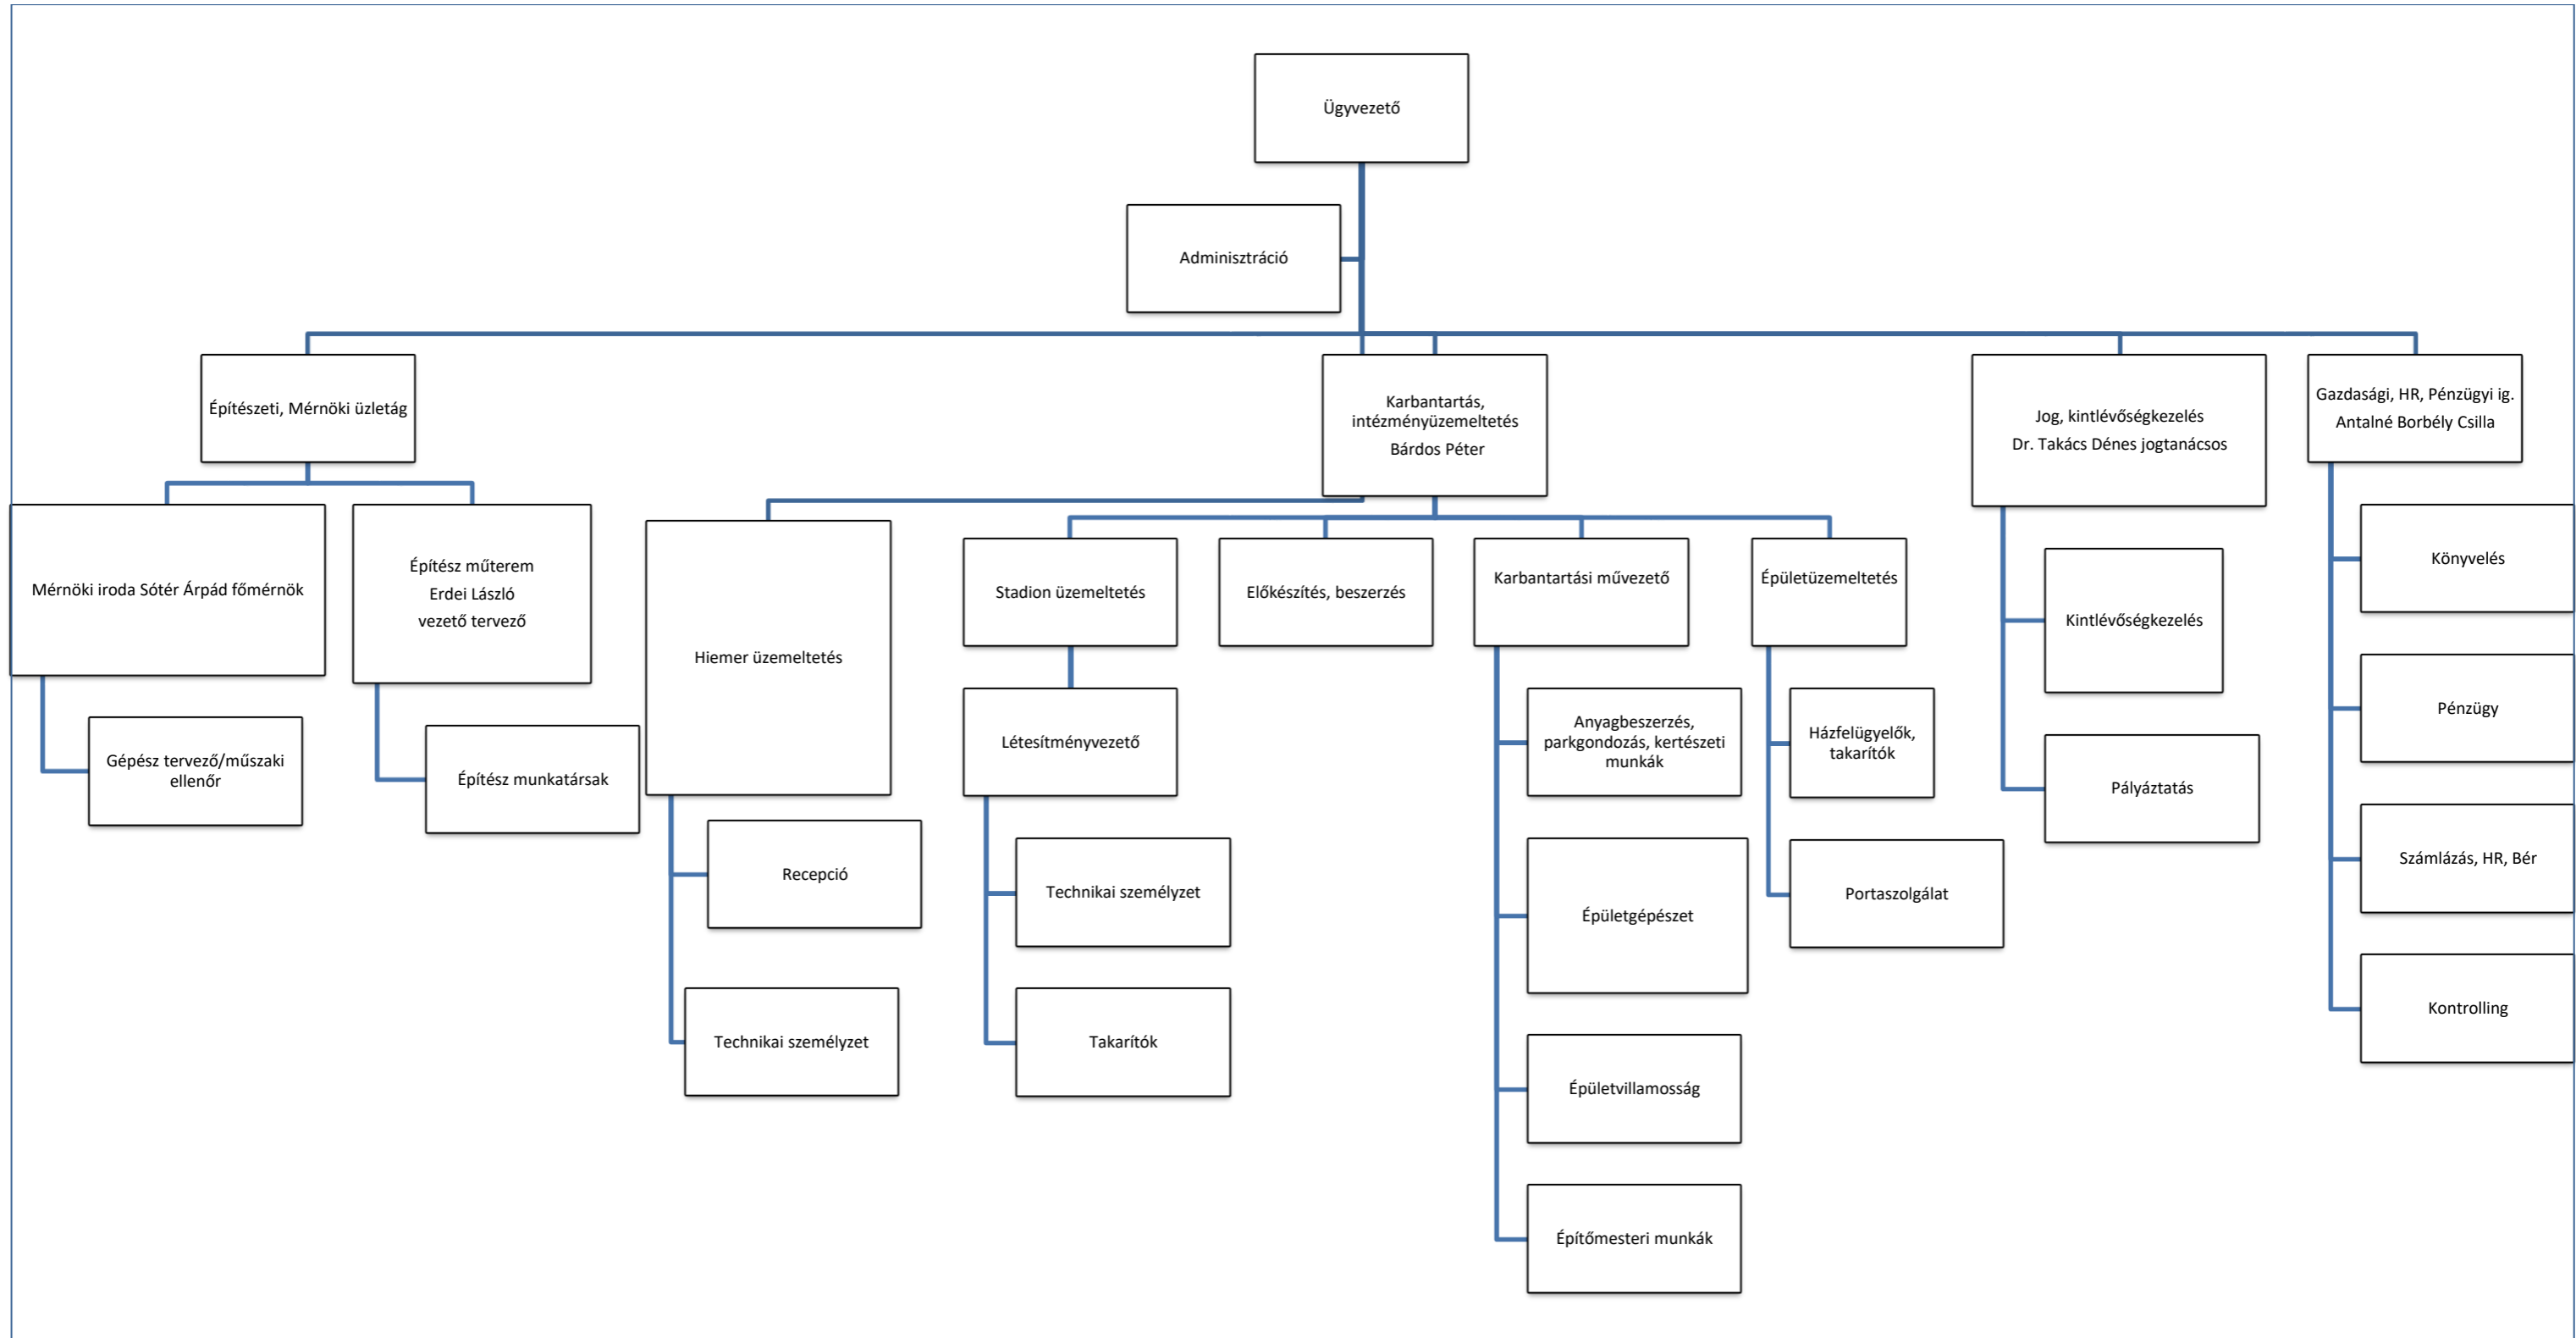 Ügyvezető
Adminisztráció
Építészeti, Mérnöki üzletág
Karbantartás,
intézményüzemeltetés
Bárdos Péter
Jog, kintlévőségkezelés
Dr. Takács Dénes jogtanácsos
Gazdasági, HR, Pénzügyi ig.
Antalné Borbély Csilla
Mérnöki iroda Sótér Árpád főmérnök
Építész műterem
Erdei László
vezető tervező
Hiemer üzemeltetés
Stadion üzemeltetés
Előkészítés, beszerzés
Karbantartási művezető
Épületüzemeltetés
Kintlévőségkezelés
Könyvelés
Gépész tervező/műszaki
ellenőr
Építész munkatársak
Létesítményvezető
Anyagbeszerzés,
parkgondozás, kertészeti
munkák
Házfelügyelők,
takarítók
Pályáztatás
Pénzügy
Recepció
Technikai személyzet
Épületgépészet
Portaszolgálat
Számlázás, HR, Bér
Technikai személyzet
Takarítók
Épületvillamosság
Kontrolling
Építőmesteri munkák